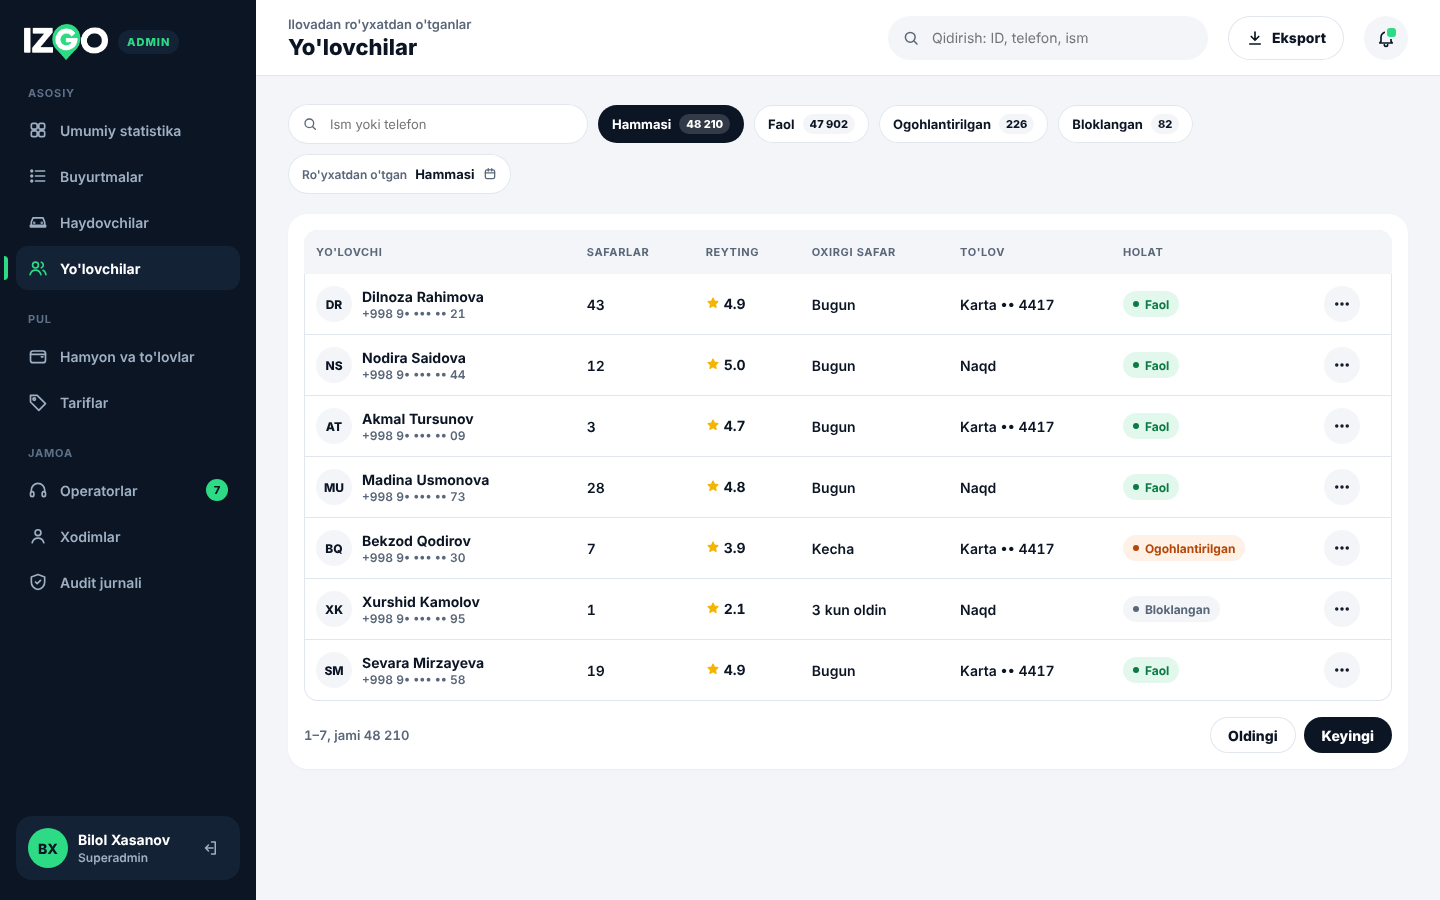 IZGO ADMIN
ASOSIY
Umumiy statistika
Buyurtmalar
Haydovchilar
Yo'lovchilar
PUL
Hamyon va to'lovlar
Tariflar
JAMOA
Operatorlar 7
Xodimlar
Audit jurnali
BX Bilol Xasanov
Superadmin
Ilovadan ro'yxatdan o'tganlar
Yo'lovchilar
Qidirish: ID, telefon, ism
Eksport
Ism yoki telefon
Hammasi 48 210
Faol 47 902
Ogohlantirilgan 226
Bloklangan 82
Ro'yxatdan o'tgan Hammasi
YO'LOVCHI SAFARLAR REYTING OXIRGI SAFAR TO'LOV HOLAT
DR Dilnoza Rahimova 43 4.9 Bugun Karta •• 4417 Faol
+998 9• ••• •• 21
NS Nodira Saidova 12 5.0 Bugun Naqd Faol
+998 9• ••• •• 44
AT Akmal Tursunov 3 4.7 Bugun Karta •• 4417 Faol
+998 9• ••• •• 09
MU Madina Usmonova 28 4.8 Bugun Naqd Faol
+998 9• ••• •• 73
BQ Bekzod Qodirov 7 3.9 Kecha Karta •• 4417 Ogohlantirilgan
+998 9• ••• •• 30
XK Xurshid Kamolov 1 2.1 3 kun oldin Naqd Bloklangan
+998 9• ••• •• 95
SM Sevara Mirzayeva 19 4.9 Bugun Karta •• 4417 Faol
+998 9• ••• •• 58
1–7, jami 48 210
Oldingi
Keyingi